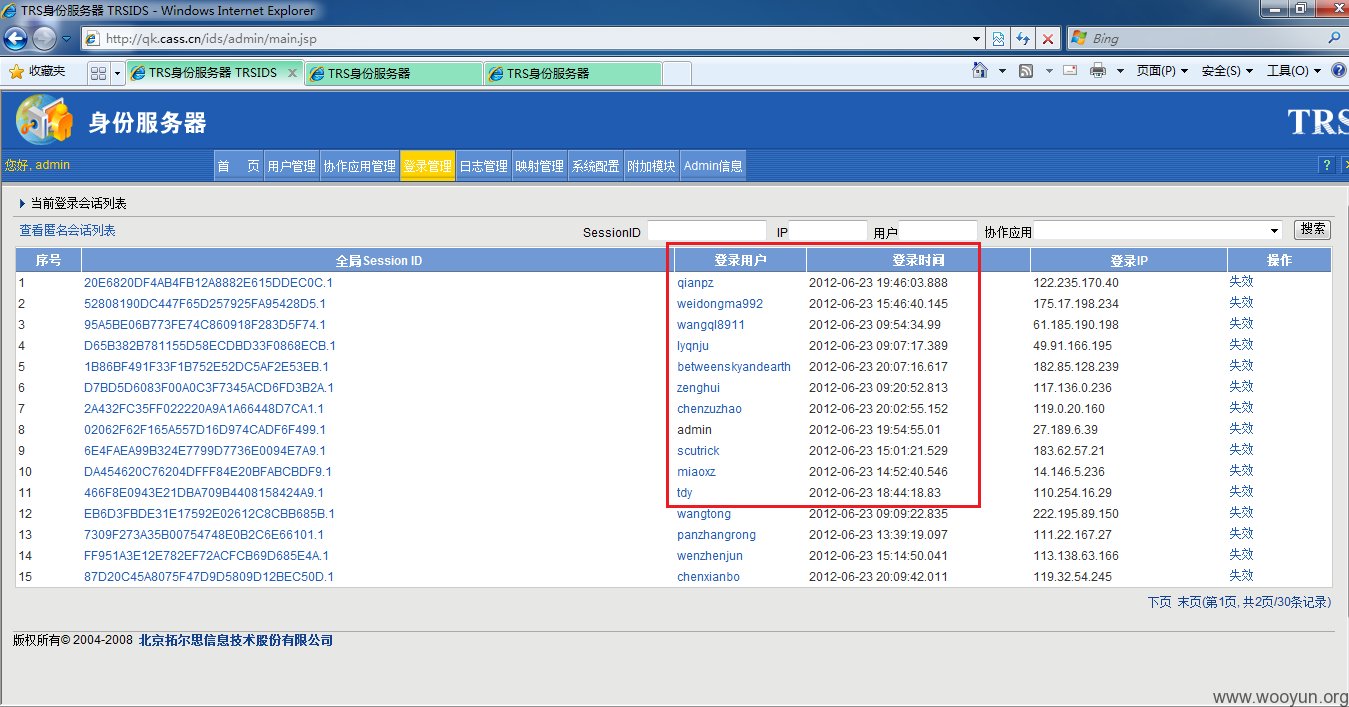 TRS身份服务器 TRSIDS - Windows Internet Explorer
http://qk.cass.cn/ids/admin/main.jsp Bing
收藏夹 TRS身份服务器 TRSIDS TRS身份服务器 TRS身份服务器 页面(P) 安全(S) 工具(O)
身份服务器 TRS
您好, admin 首 页 用户管理 协作应用管理 登录管理 日志管理 映射管理 系统配置 附加模块 Admin信息 ?
当前登录会话列表
查看匿名会话列表 SessionID IP 用户 协作应用 搜索
序号 全局Session ID 登录用户 登录时间 登录IP 操作
1 20E6820DF4AB4FB12A8882E615DDEC0C.1 qianpz 2012-06-23 19:46:03.888 122.235.170.40 失效
2 52808190DC447F65D257925FA95428D5.1 weidongma992 2012-06-23 15:46:40.145 175.17.198.234 失效
3 95A5BE06B773FE74C860918F283D5F74.1 wangql8911 2012-06-23 09:54:34.99 61.185.190.198 失效
4 D65B382B781155D58ECDBD33F0868ECB.1 lyqnju 2012-06-23 09:07:17.389 49.91.166.195 失效
5 1B86BF491F33F1B752E52DC5AF2E53EB.1 betweenskyandearth 2012-06-23 20:07:16.617 182.85.128.239 失效
6 D7BD5D6083F00A0C3F7345ACD6FD3B2A.1 zenghui 2012-06-23 09:20:52.813 117.136.0.236 失效
7 2A432FC35FF022220A9A1A66448D7CA1.1 chenzuzhao 2012-06-23 20:02:55.152 119.0.20.160 失效
8 02062F62F165A557D16D974CADF6F499.1 admin 2012-06-23 19:54:55.01 27.189.6.39 失效
9 6E4FAEA99B324E7799D7736E0094E7A9.1 scutrick 2012-06-23 15:01:21.529 183.62.57.21 失效
10 DA454620C76204DFFF84E20BFABCBDF9.1 miaoxz 2012-06-23 14:52:40.546 14.146.5.236 失效
11 466F8E0943E21DBA709B4408158424A9.1 tdy 2012-06-23 18:44:18.83 110.254.16.29 失效
12 EB6D3FBDE31E17592E02612C8CBB685B.1 wangtong 2012-06-23 09:09:22.835 222.195.89.150 失效
13 7309F273A35B00754748E0B2C6E66101.1 panzhangrong 2012-06-23 13:39:19.097 111.22.167.27 失效
14 FF951A3E12E782EF72ACFCB69D685E4A.1 wenzhenjun 2012-06-23 15:14:50.041 113.138.63.166 失效
15 87D20C45A8075F47D9D5809D12BEC50D.1 chenxianbo 2012-06-23 20:09:42.011 119.32.54.245 失效
下页 末页(第1页, 共2页/30条记录)
版权所有© 2004-2008 北京拓尔思信息技术股份有限公司
www.wooyun.org